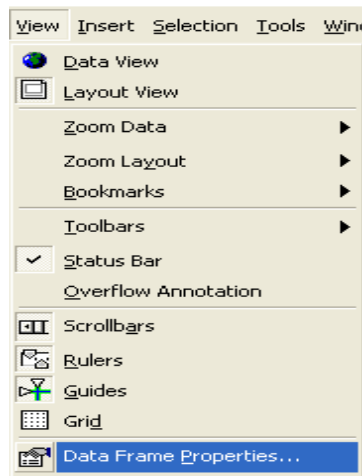 View Insert Selection Tools
Data View
Layout View
Zoom Data
Zoom Layout
Bookmarks
Toolbars
Status Bar
Overflow Annotation
Scrollbars
Rulers
Guides
Grid
Data Frame Properties...